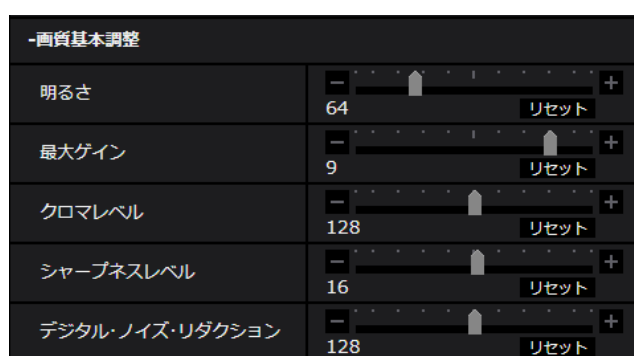 -画質基本調整
明るさ
－ ＋
64 リセット
最大ゲイン
－ ＋
9 リセット
クロマレベル
－ ＋
128 リセット
シャープネスレベル
－ ＋
16 リセット
デジタル･ノイズ･リダクション
－ ＋
128 リセット